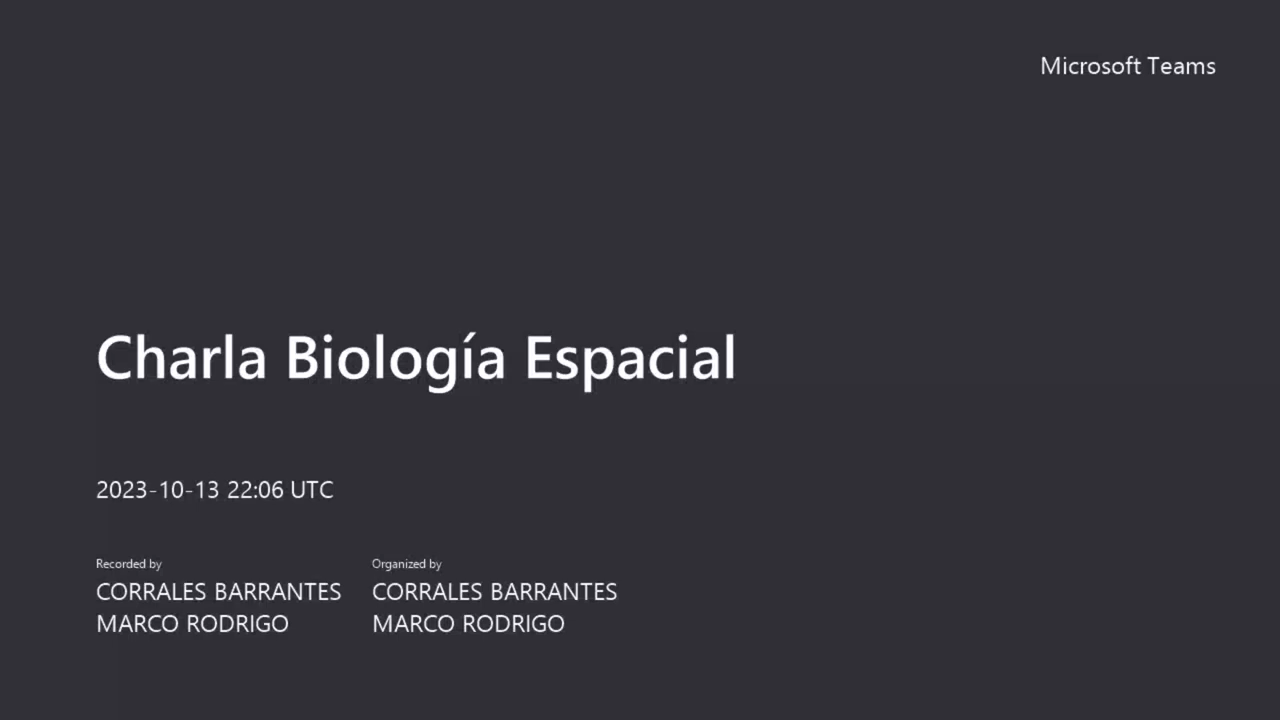 Microsoft Teams
Charla Biología Espacial
2023-10-13 22:06 UTC
Recorded by
CORRALES BARRANTES
MARCO RODRIGO
Organized by
CORRALES BARRANTES
MARCO RODRIGO